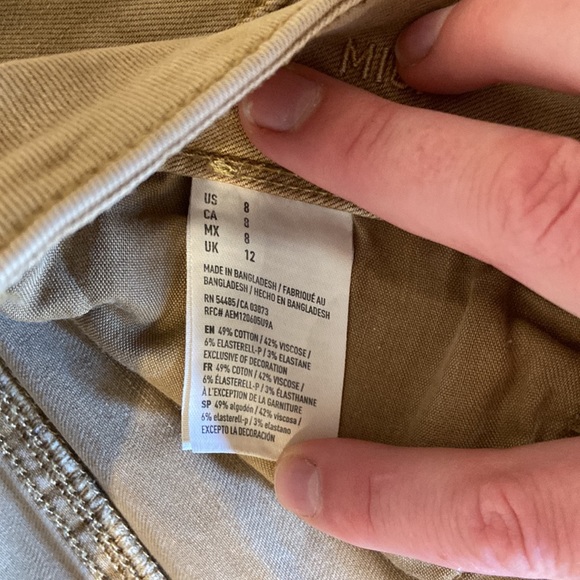 US 8
CA 8
MX 8
UK 12
MADE IN BANGLADESH / FABRIQUÉ AU
BANGLADESH / HECHO EN BANGLADESH
RN 54485/CA 03873
RFC# AEM120605U9A
EN 49% COTTON / 42% VISCOSE /
6% ELASTERELL-P / 3% ELASTANE
EXCLUSIVE OF DECORATION
FR 49% COTON / 42% VISCOSE /
6% ÉLASTERELL-P / 3% ÉLASTHANNE
À L'EXCEPTION DE LA GARNITURE
SP 49% algodón / 42% viscosa /
6% elasterell-p / 3% elastano
EXCEPTO LA DECORACIÓN